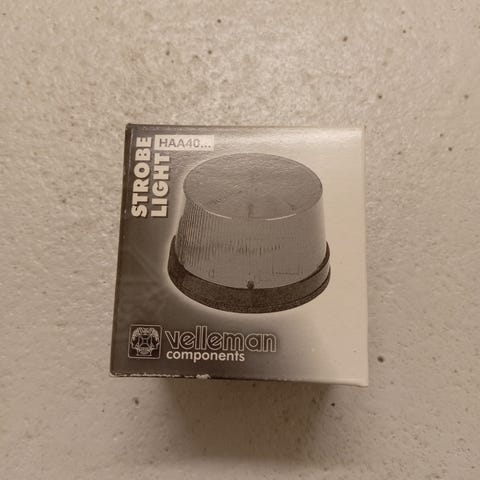 STROBE
LIGHT
HAA40...
velleman
components